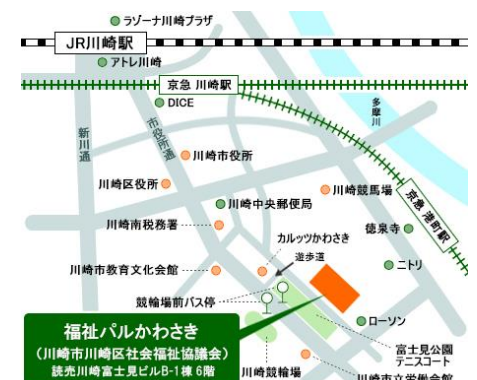 ラゾーナ川崎プラザ
JR川崎駅
アトレ川崎
京急 川崎駅
DICE
多摩川
新川通
市役所通
川崎市役所
川崎区役所
川崎競馬場
京急 港町駅
川崎中央郵便局
川崎南税務署
徳泉寺
カルッツかわさき
遊歩道
川崎市教育文化会館
ニトリ
競輪場前バス停
福祉パルかわさき
(川崎市川崎区社会福祉協議会)
読売川崎富士見ビルB-1棟 6階
ローソン
富士見公園
テニスコート
川崎競輪場
川崎市立労働会館